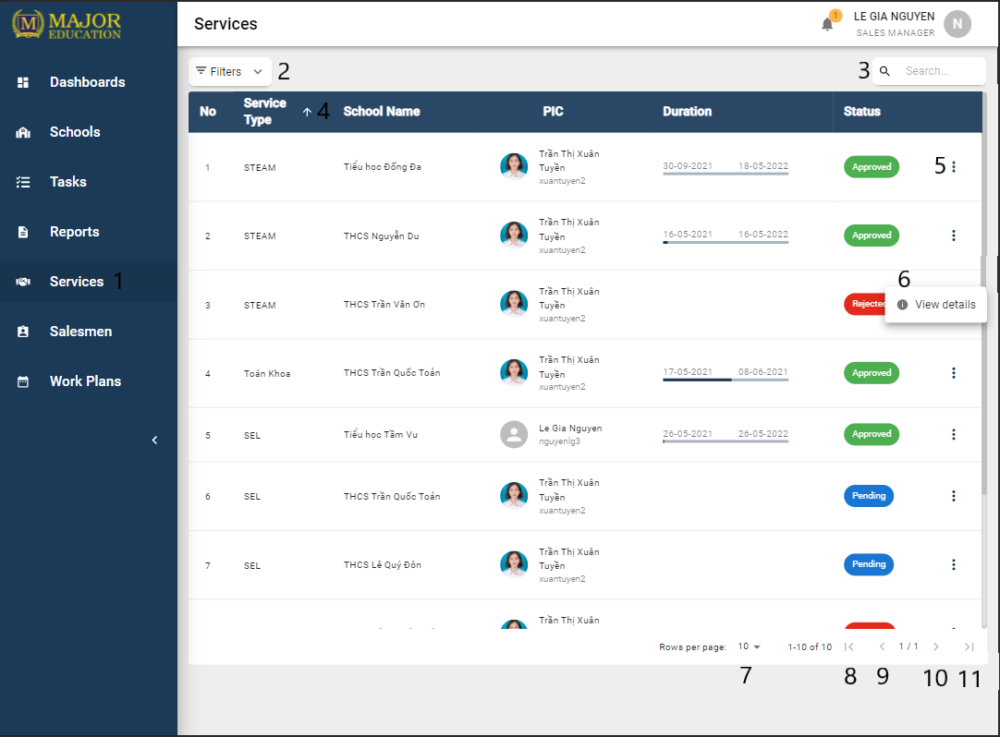 MAJOR
EDUCATION
Services
1
LE GIA NGUYEN
SALES MANAGER
N
Dashboards
Schools
Tasks
Reports
Services 1
Salesmen
Work Plans
Filters 2
3 Search...
No
Service
Type
4
School Name
PIC
Duration
Status
1
STEAM
Tiểu học Đống Đa
Trần Thị Xuân
Tuyền
xuantuyen2
30-09-2021 18-05-2022
Approved
5
2
STEAM
THCS Nguyễn Du
Trần Thị Xuân
Tuyền
xuantuyen2
16-05-2021 16-05-2022
Approved
6
3
STEAM
THCS Trần Văn Ơn
Trần Thị Xuân
Tuyền
xuantuyen2
Rejected
View details
4
Toán Khoa
THCS Trần Quốc Toản
Trần Thị Xuân
Tuyền
xuantuyen2
17-05-2021 08-06-2021
Approved
5
SEL
Tiểu học Tầm Vu
Le Gia Nguyen
nguyenlg3
26-05-2021 26-05-2022
Approved
6
SEL
THCS Trần Quốc Toản
Trần Thị Xuân
Tuyền
xuantuyen2
Pending
7
SEL
THCS Lê Quý Đôn
Trần Thị Xuân
Tuyền
xuantuyen2
Pending
Trần Thị Xuân
Rows per page: 10 1-10 of 10 1 / 1
7 8 9 10 11